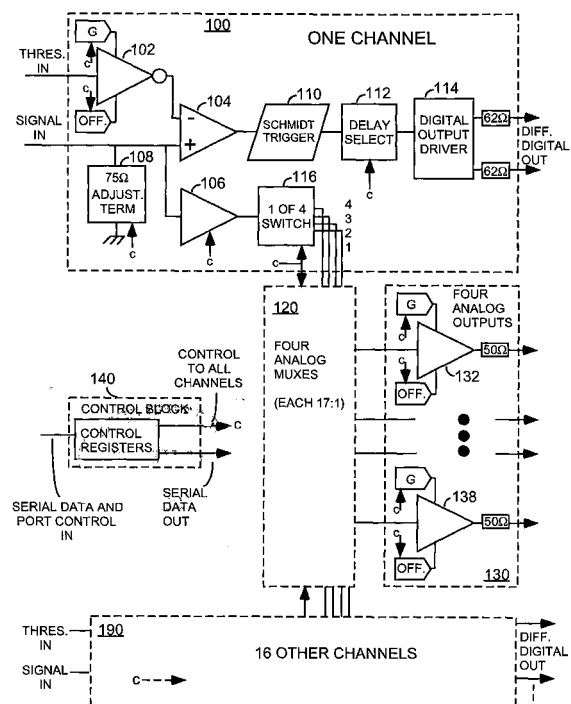 100
ONE CHANNEL
G
102
THRES.
IN
c
c
OFF.
SIGNAL
IN
104
-
+
110
SCHMIDT
TRIGGER
112
DELAY
SELECT
c
114
DIGITAL
OUTPUT
DRIVER
62Ω
62Ω
DIFF.
DIGITAL
OUT
108
75Ω
ADJUST.
TERM
c
106
c
116
1 OF 4
SWITCH
4
3
2
1
c
120
FOUR
ANALOG
MUXES
(EACH 17:1)
FOUR
ANALOG
OUTPUTS
G
c
c
OFF.
132
50Ω
G
c
c
OFF.
138
50Ω
130
CONTROL
TO ALL
CHANNELS
140
CONTROL BLOCK
CONTROL
REGISTERS
c
SERIAL DATA AND
PORT CONTROL
IN
SERIAL
DATA
OUT
THRES.
IN
190
SIGNAL
IN
16 OTHER CHANNELS
c
DIFF.
DIGITAL
OUT